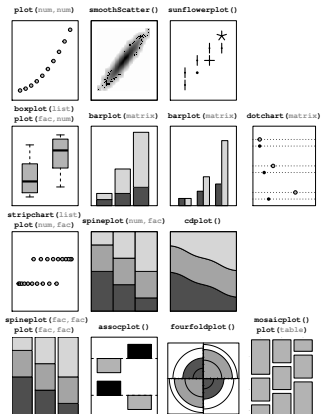 plot(num,num)
smoothScatter()
sunflowerplot()
boxplot(list)
plot(fac,num)
barplot(matrix)
barplot(matrix)
dotchart(matrix)
stripchart(list)
plot(num,fac)
spineplot(num,fac)
cdplot()
spineplot(fac,fac)
plot(fac,fac)
assocplot()
fourfoldplot()
mosaicplot()
plot(table)